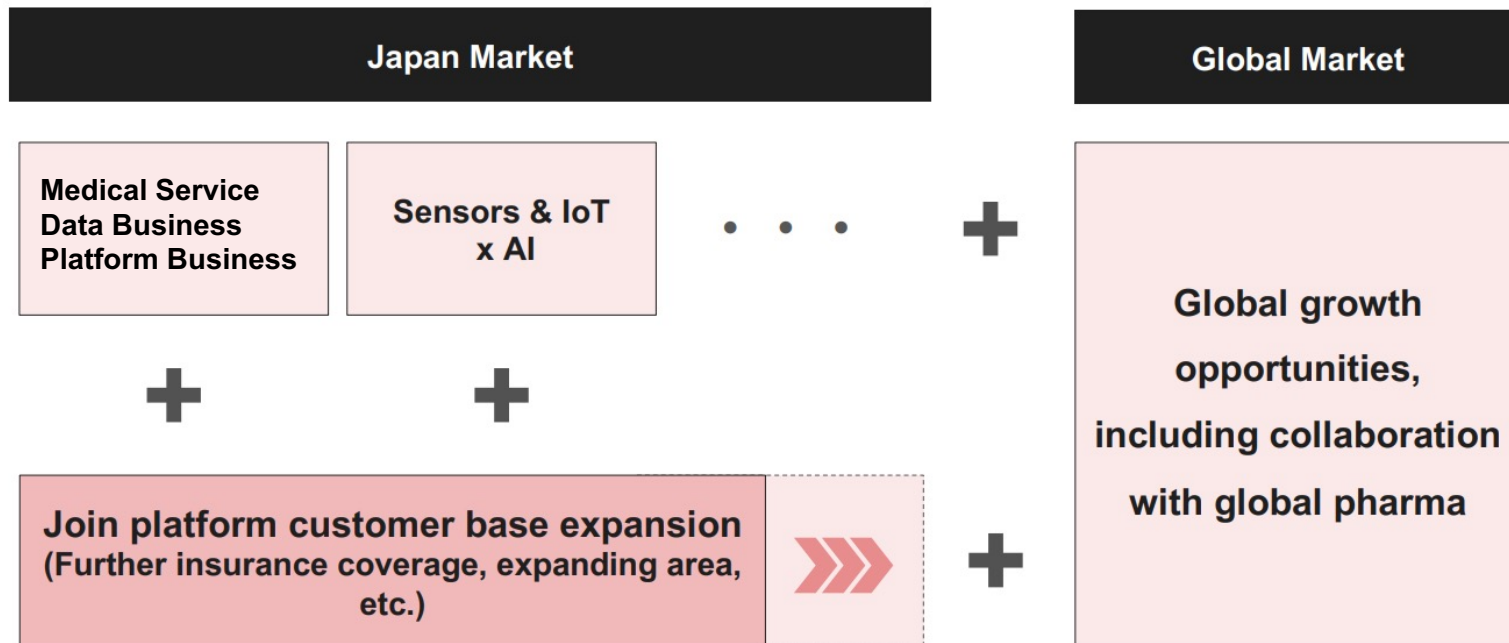 Japan Market
Global Market
Medical Service
Data Business
Platform Business
Sensors & IoT
x AI
• • •
Global growth
opportunities,
including collaboration
with global pharma
Join platform customer base expansion
(Further insurance coverage, expanding area,
etc.)